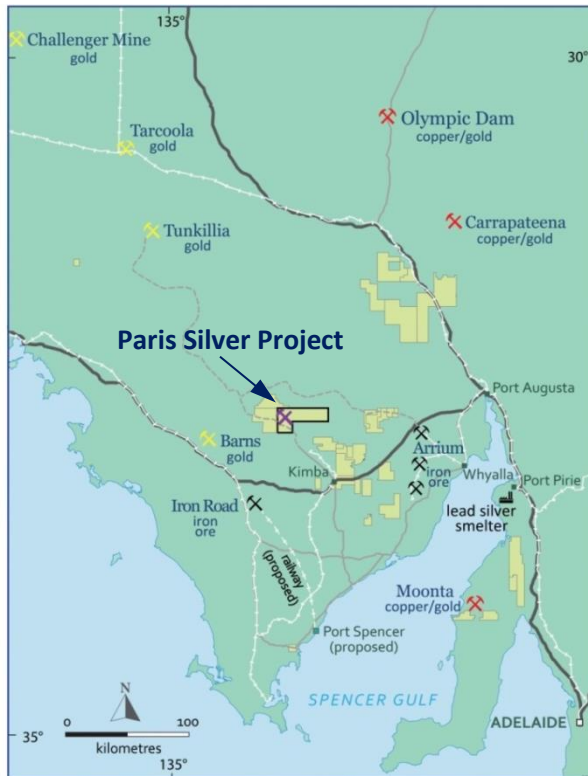 135°
30°
Challenger Mine
gold
Olympic Dam
copper/gold
Tarcoola
gold
Carrapateena
copper/gold
Tunkillia
gold
Paris Silver Project
Port Augusta
Barns
gold
Arrium
iron
ore
Kimba
Whyalla
Port Pirie
lead silver
smelter
Iron Road
iron
ore
railway
(proposed)
Moonta
copper/gold
Port Spencer
(proposed)
SPENCER GULF
N
ADELAIDE
35°
0
100
kilometres
135°